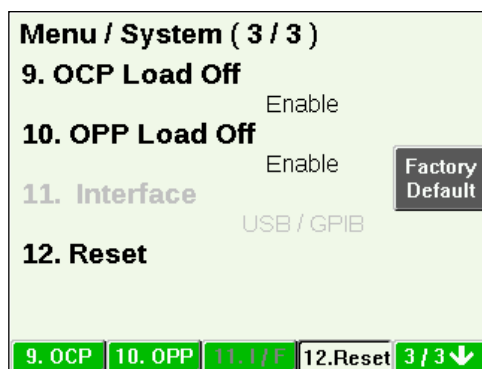 Menu / System ( 3 / 3 )
9. OCP Load Off
Enable
10. OPP Load Off
Enable
Factory
Default
11. Interface
USB / GPIB
12. Reset
9. OCP 10. OPP 11. I / F 12.Reset 3 / 3